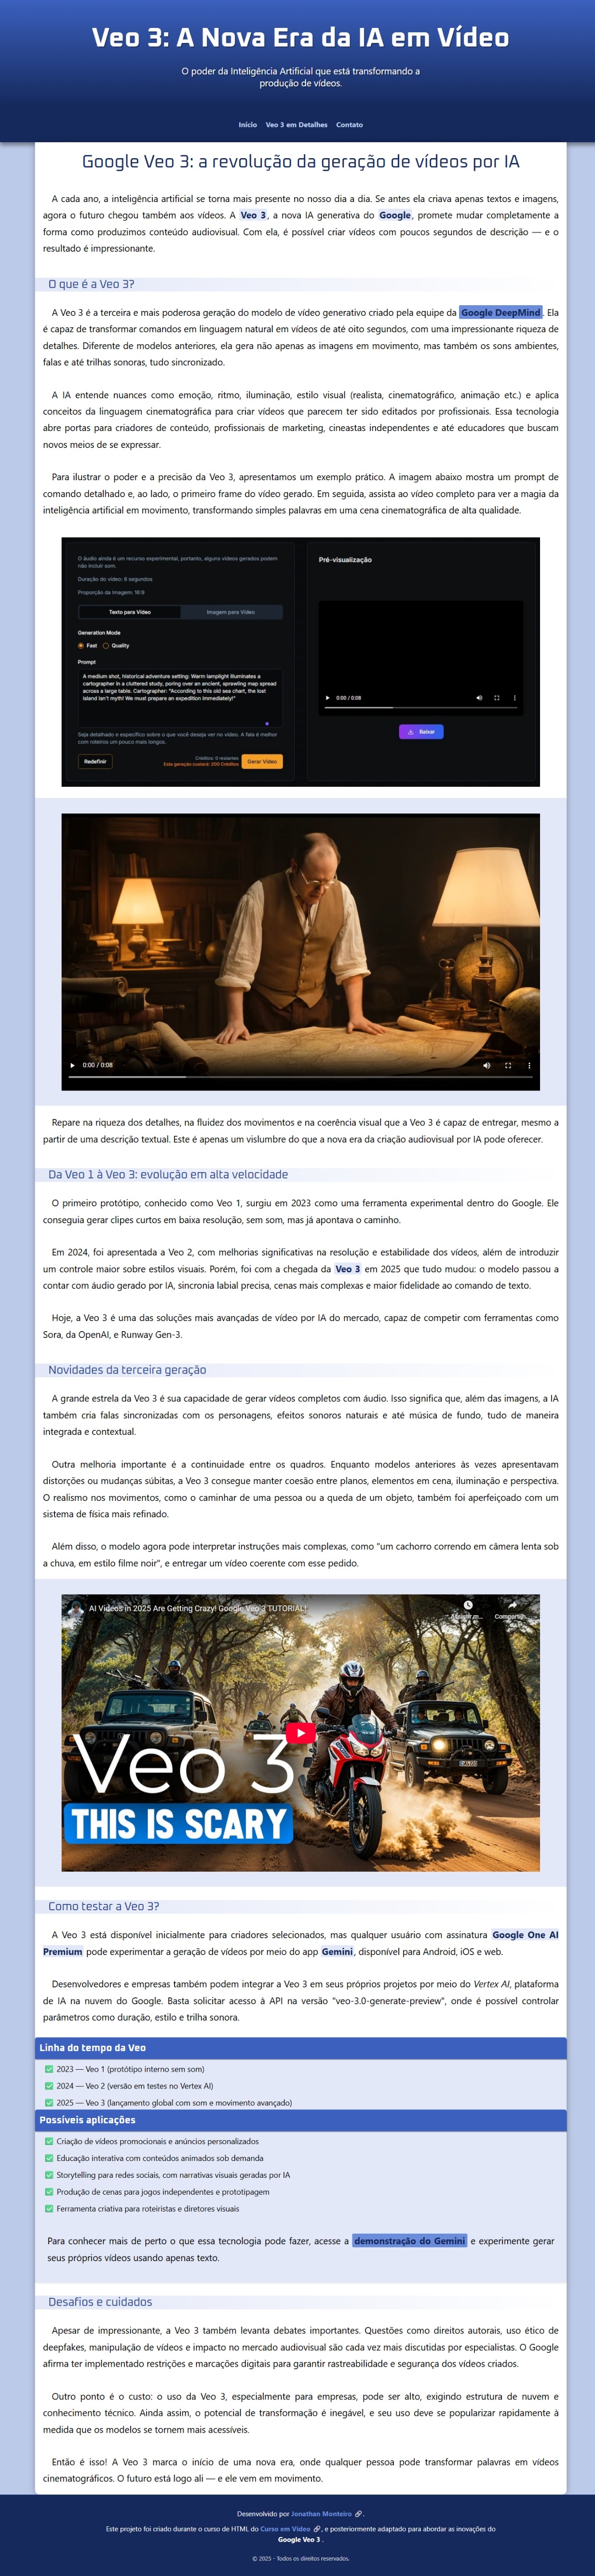 Veo 3: A Nova Era da IA em Vídeo
O poder da Inteligência Artificial que está transformando a
produção de vídeos.
Início Veo 3 em Detalhes Contato
Google Veo 3: a revolução da geração de vídeos por IA
A cada ano, a inteligência artificial se torna mais presente no nosso dia a dia. Se antes ela criava apenas textos e imagens,
agora o futuro chegou também aos vídeos. A Veo 3, a nova IA generativa do Google, promete mudar completamente a
forma como produzimos conteúdo audiovisual. Com ela, é possível criar vídeos com poucos segundos de descrição — e o
resultado é impressionante.
O que é a Veo 3?
A Veo 3 é a terceira e mais poderosa geração do modelo de vídeo generativo criado pela equipe da Google DeepMind. Ela
é capaz de transformar comandos em linguagem natural em vídeos de até oito segundos, com uma impressionante riqueza de
detalhes. Diferente de modelos anteriores, ela gera não apenas as imagens em movimento, mas também os sons ambientes,
falas e até trilhas sonoras, tudo sincronizado.
A IA entende nuances como emoção, ritmo, iluminação, estilo visual (realista, cinematográfico, animação etc.) e aplica
conceitos da linguagem cinematográfica para criar vídeos que parecem ter sido editados por profissionais. Essa tecnologia
abre portas para criadores de conteúdo, profissionais de marketing, cineastas independentes e até educadores que buscam
novos meios de se expressar.
Para ilustrar o poder e a precisão da Veo 3, apresentamos um exemplo prático. A imagem abaixo mostra um prompt de
comando detalhado e, ao lado, o primeiro frame do vídeo gerado. Em seguida, assista ao vídeo completo para ver a magia da
inteligência artificial em movimento, transformando simples palavras em uma cena cinematográfica de alta qualidade.
O áudio ainda é um recurso experimental, portanto, alguns vídeos gerados podem
não incluir som.
Duração do vídeo: 8 segundos
Proporção da Imagem: 16:9
Texto para Vídeo Imagem para Vídeo
Generation Mode
Fast Quality
Prompt
A medium shot, historical adventure setting: Warm lamplight illuminates a
cartographer in a cluttered study, poring over an ancient, sprawling map spread
across a large table. Cartographer: "According to this old sea chart, the lost
island isn't myth! We must prepare an expedition immediately!"
Seja detalhado e específico sobre o que você deseja ver no vídeo. A fala é melhor
com roteiros um pouco mais longos.
Redefinir
Créditos: 0 restantes
Esta geração custará: 200 Créditos
Gerar Vídeo
Pré-visualização
0:00 / 0:08
Baixar
0:00 / 0:08
Repare na riqueza dos detalhes, na fluidez dos movimentos e na coerência visual que a Veo 3 é capaz de entregar, mesmo a
partir de uma descrição textual. Este é apenas um vislumbre do que a nova era da criação audiovisual por IA pode oferecer.
Da Veo 1 à Veo 3: evolução em alta velocidade
O primeiro protótipo, conhecido como Veo 1, surgiu em 2023 como uma ferramenta experimental dentro do Google. Ele
conseguia gerar clipes curtos em baixa resolução, sem som, mas já apontava o caminho.
Em 2024, foi apresentada a Veo 2, com melhorias significativas na resolução e estabilidade dos vídeos, além de introduzir
um controle maior sobre estilos visuais. Porém, foi com a chegada da Veo 3 em 2025 que tudo mudou: o modelo passou a
contar com áudio gerado por IA, sincronia labial precisa, cenas mais complexas e maior fidelidade ao comando de texto.
Hoje, a Veo 3 é uma das soluções mais avançadas de vídeo por IA do mercado, capaz de competir com ferramentas como
Sora, da OpenAI, e Runway Gen-3.
Novidades da terceira geração
A grande estrela da Veo 3 é sua capacidade de gerar vídeos completos com áudio. Isso significa que, além das imagens, a IA
também cria falas sincronizadas com os personagens, efeitos sonoros naturais e até música de fundo, tudo de maneira
integrada e contextual.
Outra melhoria importante é a continuidade entre os quadros. Enquanto modelos anteriores às vezes apresentavam
distorções ou mudanças súbitas, a Veo 3 consegue manter coesão entre planos, elementos em cena, iluminação e perspectiva.
O realismo nos movimentos, como o caminhar de uma pessoa ou a queda de um objeto, também foi aperfeiçoado com um
sistema de física mais refinado.
Além disso, o modelo agora pode interpretar instruções mais complexas, como "um cachorro correndo em câmera lenta sob
a chuva, em estilo filme noir", e entregar um vídeo coerente com esse pedido.
AI Videos in 2025 Are Getting Crazy! Google Veo 3 TUTORIAL!
Assistir m... Compartilh...
Veo 3
THIS IS SCARY
Como testar a Veo 3?
A Veo 3 está disponível inicialmente para criadores selecionados, mas qualquer usuário com assinatura Google One AI
Premium pode experimentar a geração de vídeos por meio do app Gemini, disponível para Android, iOS e web.
Desenvolvedores e empresas também podem integrar a Veo 3 em seus próprios projetos por meio do Vertex AI, plataforma
de IA na nuvem do Google. Basta solicitar acesso à API na versão "veo-3.0-generate-preview", onde é possível controlar
parâmetros como duração, estilo e trilha sonora.
Linha do tempo da Veo
✅ 2023 — Veo 1 (protótipo interno sem som)
✅ 2024 — Veo 2 (versão em testes no Vertex AI)
✅ 2025 — Veo 3 (lançamento global com som e movimento avançado)
Possíveis aplicações
✅ Criação de vídeos promocionais e anúncios personalizados
✅ Educação interativa com conteúdos animados sob demanda
✅ Storytelling para redes sociais, com narrativas visuais geradas por IA
✅ Produção de cenas para jogos independentes e prototipagem
✅ Ferramenta criativa para roteiristas e diretores visuais
Para conhecer mais de perto o que essa tecnologia pode fazer, acesse a demonstração do Gemini e experimente gerar
seus próprios vídeos usando apenas texto.
Desafios e cuidados
Apesar de impressionante, a Veo 3 também levanta debates importantes. Questões como direitos autorais, uso ético de
deepfakes, manipulação de vídeos e impacto no mercado audiovisual são cada vez mais discutidas por especialistas. O Google
afirma ter implementado restrições e marcações digitais para garantir rastreabilidade e segurança dos vídeos criados.
Outro ponto é o custo: o uso da Veo 3, especialmente para empresas, pode ser alto, exigindo estrutura de nuvem e
conhecimento técnico. Ainda assim, o potencial de transformação é inegável, e seu uso deve se popularizar rapidamente à
medida que os modelos se tornem mais acessíveis.
Então é isso! A Veo 3 marca o início de uma nova era, onde qualquer pessoa pode transformar palavras em vídeos
cinematográficos. O futuro está logo ali — e ele vem em movimento.
Desenvolvido por Jonathan Monteiro 🔗.
Este projeto foi criado durante o curso de HTML do Curso em Vídeo 🔗, e posteriormente adaptado para abordar as inovações do
Google Veo 3 .
© 2025 - Todos os direitos reservados.